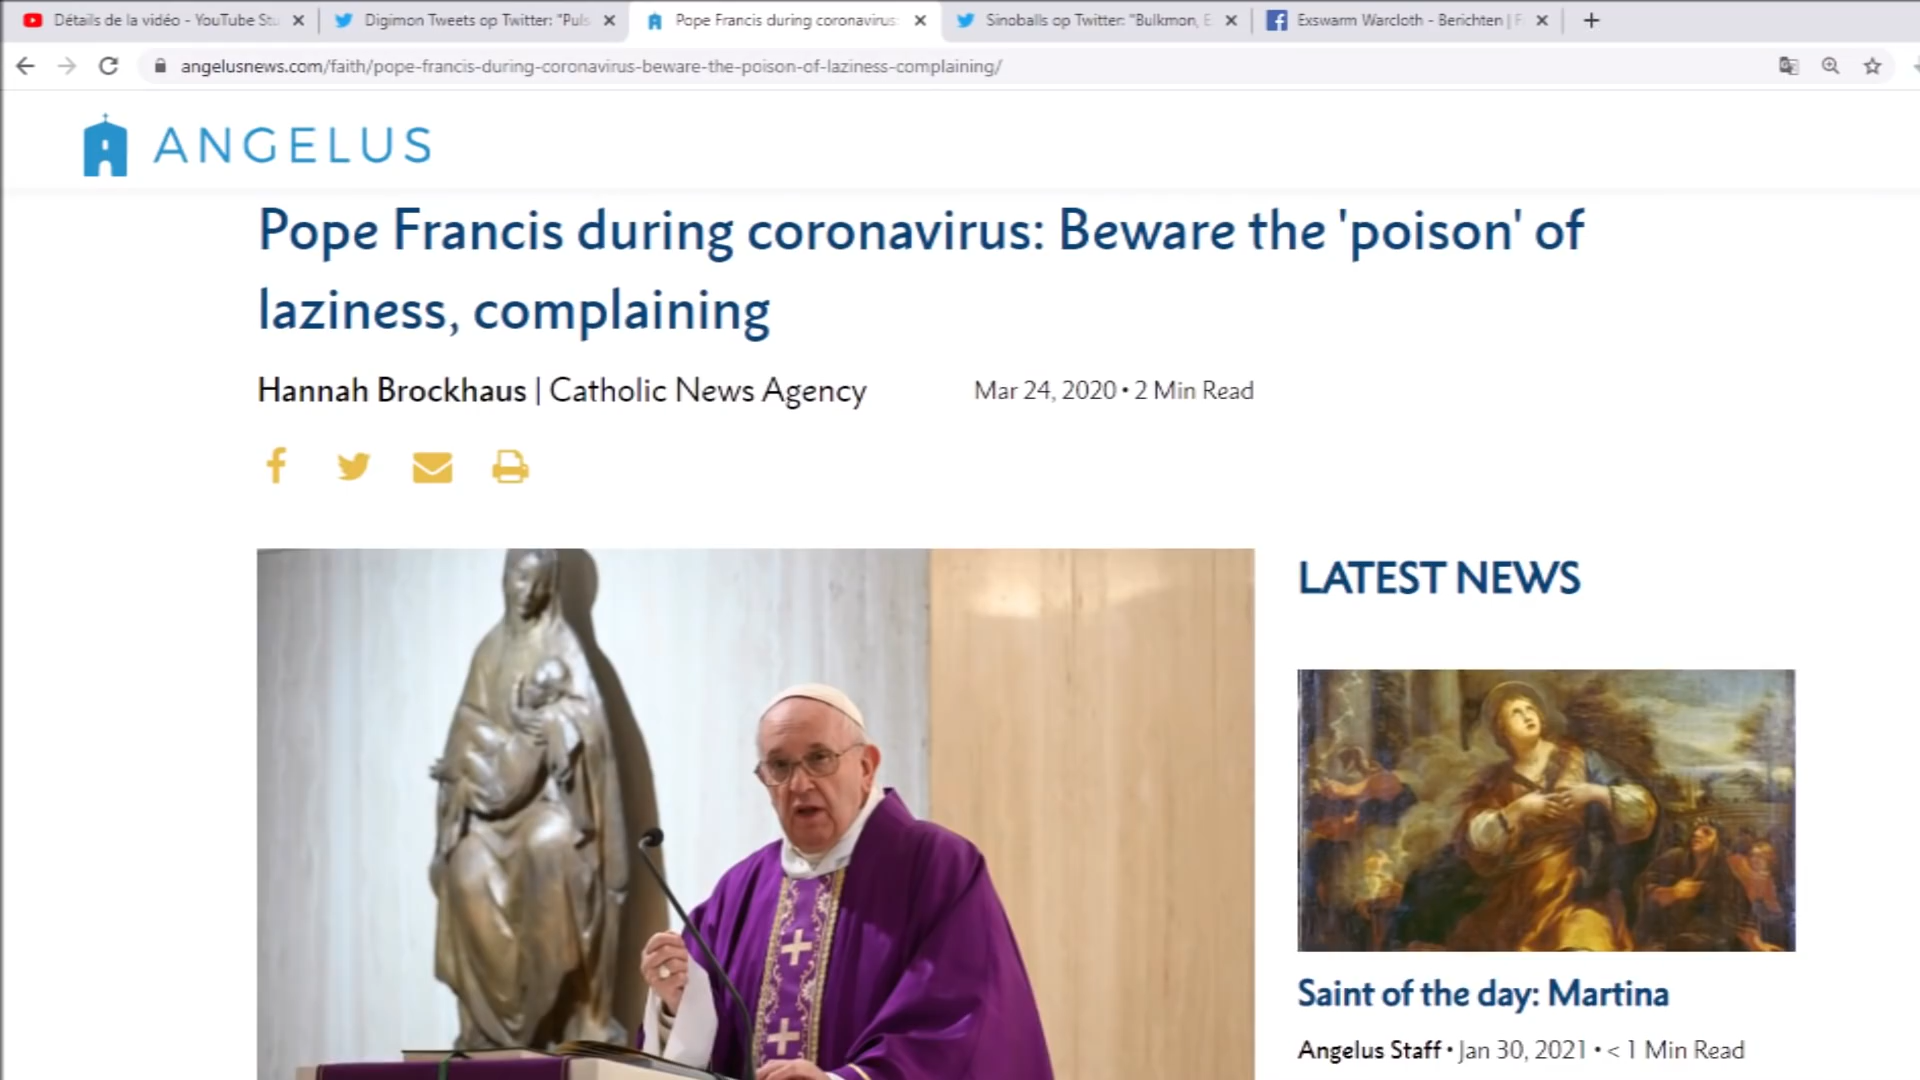 Détails de la vidéo - YouTube Stu
Digimon Tweets op Twitter: "Puls
Pope Francis during coronavirus:
Sinoballs op Twitter: "Bulkmon, E
Exswarm Warcloth - Berichten | F
angelusnews.com/faith/pope-francis-during-coronavirus-beware-the-poison-of-laziness-complaining/
ANGELUS
Pope Francis during coronavirus: Beware the 'poison' of
laziness, complaining
Hannah Brockhaus | Catholic News Agency
Mar 24, 2020 • 2 Min Read
LATEST NEWS
Saint of the day: Martina
Angelus Staff • Jan 30, 2021 • < 1 Min Read